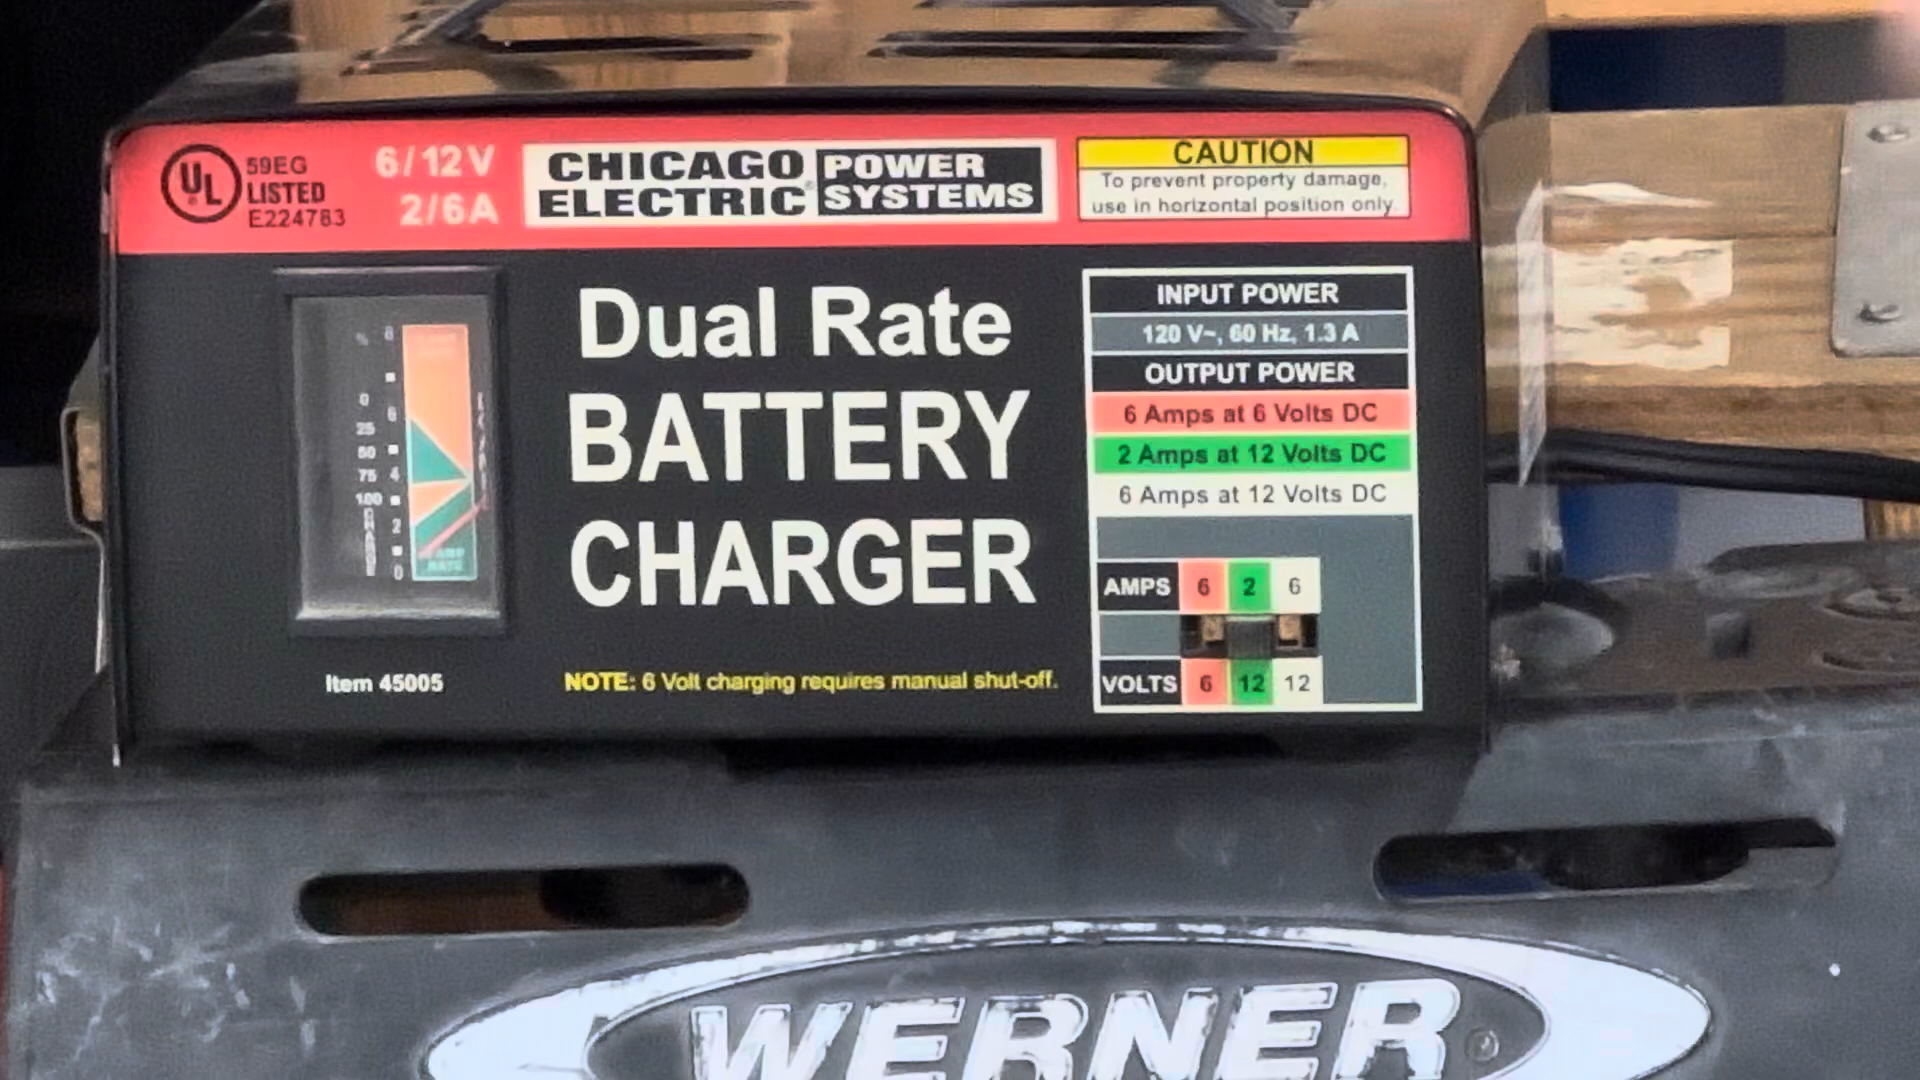 UL
59EG
LISTED
E224783
6/12V
2/6A
CHICAGO
ELECTRIC®
POWER
SYSTEMS
CAUTION
To prevent property damage,
use in horizontal position only.
Dual Rate
BATTERY
CHARGER
% 8
0 6
25
50
75 4
100
2
0
CHARGE
AMP
RATE
Item 45005
NOTE: 6 Volt charging requires manual shut-off.
INPUT POWER
120 V~, 60 Hz, 1.3 A
OUTPUT POWER
6 Amps at 6 Volts DC
2 Amps at 12 Volts DC
6 Amps at 12 Volts DC
AMPS 6 2 6
VOLTS 6 12 12
WERNER